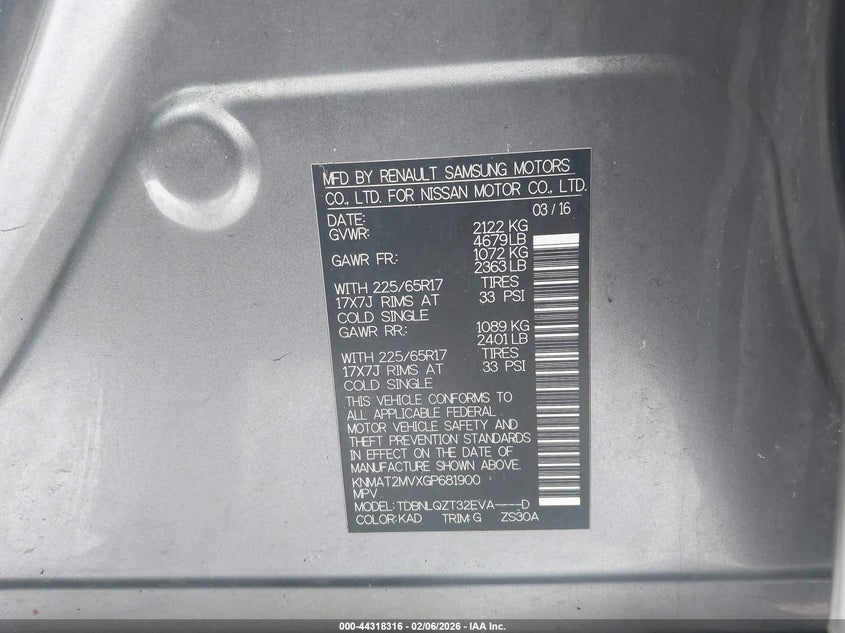 MFD BY RENAULT SAMSUNG MOTORS
CO., LTD. FOR NISSAN MOTOR CO., LTD.
DATE: 03/16
GVWR: 2122 KG
4679 LB
GAWR FR.: 1072 KG
2363 LB
WITH 225/65R17 TIRES
17X7J RIMS AT 33 PSI
COLD SINGLE
GAWR RR.: 1089 KG
2401 LB
WITH 225/65R17 TIRES
17X7J RIMS AT 33 PSI
COLD SINGLE
THIS VEHICLE CONFORMS TO
ALL APPLICABLE FEDERAL
MOTOR VEHICLE SAFETY AND
THEFT PREVENTION STANDARDS
IN EFFECT ON THE DATE OF
MANUFACTURE SHOWN ABOVE.
KNMAT2MVXGP681900
MPV
MODEL: TDBNLQZT32EVA----D
COLOR: KAD TRIM: G ZS30A
000-44318316 - 02/06/2026 - IAA Inc.